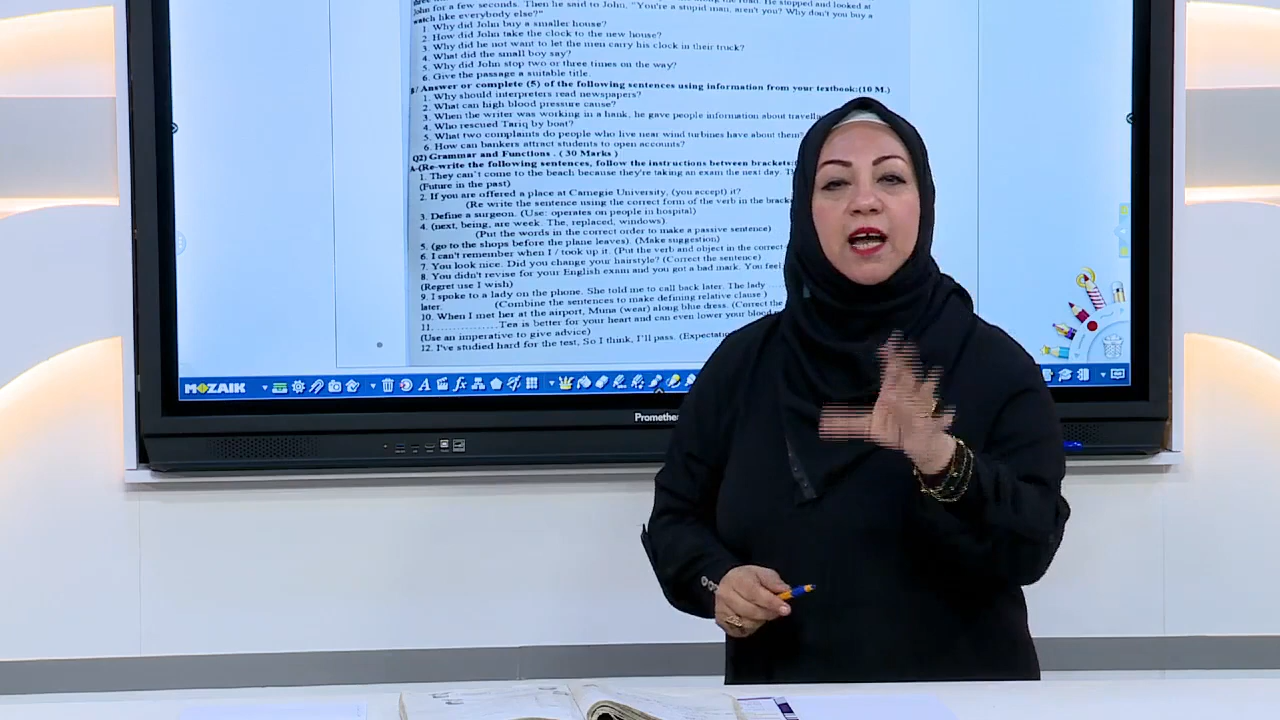 John for a few seconds. Then he said to John, "You're a stupid man, aren't you? Why don't you buy a
watch like everybody else?"
1. Why did John buy a smaller house?
2. How did John take the clock to the new house?
3. Why did he not want to let the men carry his clock in their truck?
4. What did the small boy say?
5. Why did John stop two or three times on the way?
6. Give the passage a suitable title.
B/ Answer or complete (5) of the following sentences using information from your textbook:(10 M.)
1. Why should interpreters read newspapers?
2. What can high blood pressure cause?
3. When the writer was working in a bank, he gave people information about
4. Who rescued Tariq by boat?
5. What two complaints do people who live near wind turbines have about them?
6. How can bankers attract students to open accounts?
Q2) Grammar and Functions . ( 30 Marks )
A-(Re-write the following sentences, follow the instructions between brackets:
1. They can't come to the beach because they're taking an exam the next day.
(Future in the past)
2. If you are offered a place at Carnegie University, (you accept) it?
(Re write the sentence using the correct form of the verb in the
3. Define a surgeon. (Use: operates on people in hospital)
4. (next, being, are week. The, replaced, windows).
(Put the words in the correct order to make a passive sentence)
5. (go to the shops before the plane leaves). (Make suggestion)
6. I can't remember when I / took up it. (Put the verb and object in the correct
7. You look nice. Did you change your hairstyle? (Correct the sentence)
8. You didn't revise for your English exam and you got a bad mark. You feel
(Regret use I wish)
9. I spoke to a lady on the phone. She told me to call back later. The lady
later. (Combine the sentences to make defining relative clause )
10. When I met her at the airport, Muna (wear) along blue dress. (Correct the
11. ............... Tea is better for your heart and can even lower your blood
(Use an imperative to give advice)
12. I've studied hard for the test, So I think, I'll pass.
MOZAIK